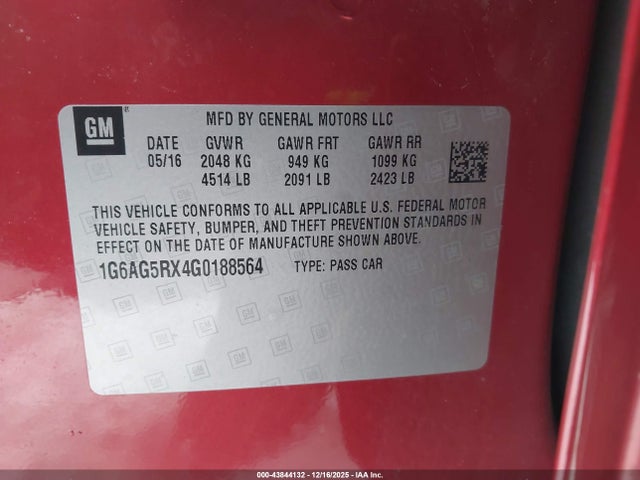 GM
MFD BY GENERAL MOTORS LLC
DATE GVWR GAWR FRT GAWR RR
05/16 2048 KG 949 KG 1099 KG
4514 LB 2091 LB 2423 LB
THIS VEHICLE CONFORMS TO ALL APPLICABLE U.S. FEDERAL MOTOR
VEHICLE SAFETY, BUMPER, AND THEFT PREVENTION STANDARDS IN
EFFECT ON THE DATE OF MANUFACTURE SHOWN ABOVE.
1G6AG5RX4G0188564 TYPE: PASS CAR
000-43844132 - 12/16/2025 - IAA Inc.